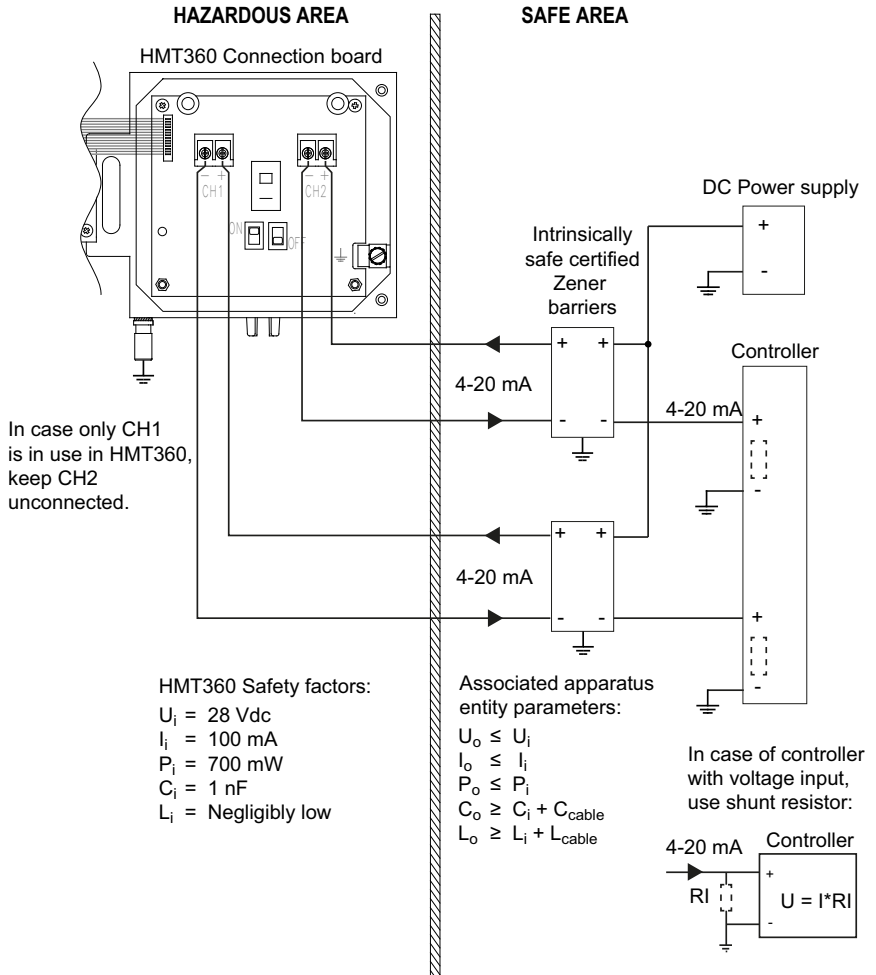 HAZARDOUS AREA
SAFE AREA
HMT360 Connection board
- +
CH1
- +
CH2
ON
OFF
DC Power supply
+
-
Intrinsically
safe certified
Zener
barriers
+ +
- -
4-20 mA
Controller
4-20 mA
+
-
In case only CH1
is in use in HMT360,
keep CH2
unconnected.
+ +
- -
4-20 mA
+
-
HMT360 Safety factors:
Ui = 28 Vdc
Ii = 100 mA
Pi = 700 mW
Ci = 1 nF
Li = Negligibly low
Associated apparatus
entity parameters:
Uo ≤ Ui
Io ≤ Ii
Po ≤ Pi
Co ≥ Ci + Ccable
Lo ≥ Li + Lcable
In case of controller
with voltage input,
use shunt resistor:
4-20 mA
Controller
RI
+
U = I*RI
-